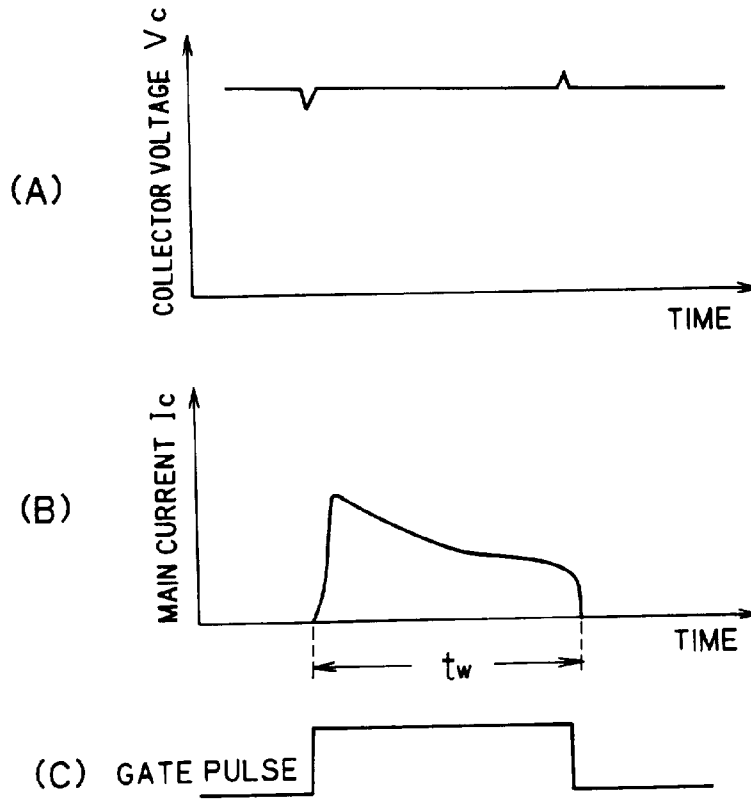 (A)
COLLECTOR VOLTAGE Vc
TIME
(B)
MAIN CURRENT Ic
TIME
tw
(C) GATE PULSE